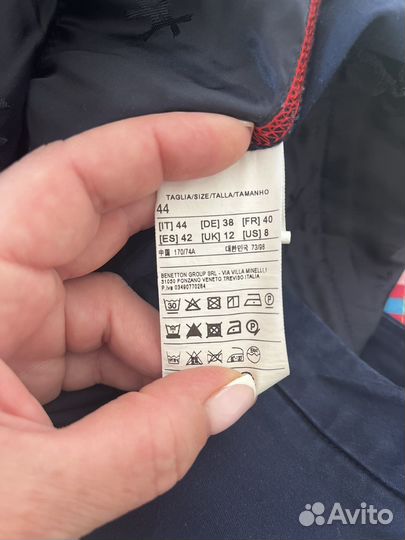 TAGLIA/SIZE/TALLA/TAMANHO
44
[IT] 44 [DE] 38 [FR] 40
[ES] 42 [UK] 12 [US] 8
中国 170/74A 대한민국 73/98
BENETTON GROUP SRL - VIA VILLA MINELLI 1
31050 PONZANO VENETO TREVISO ITALIA
P.iva 03490770264
30
Avito